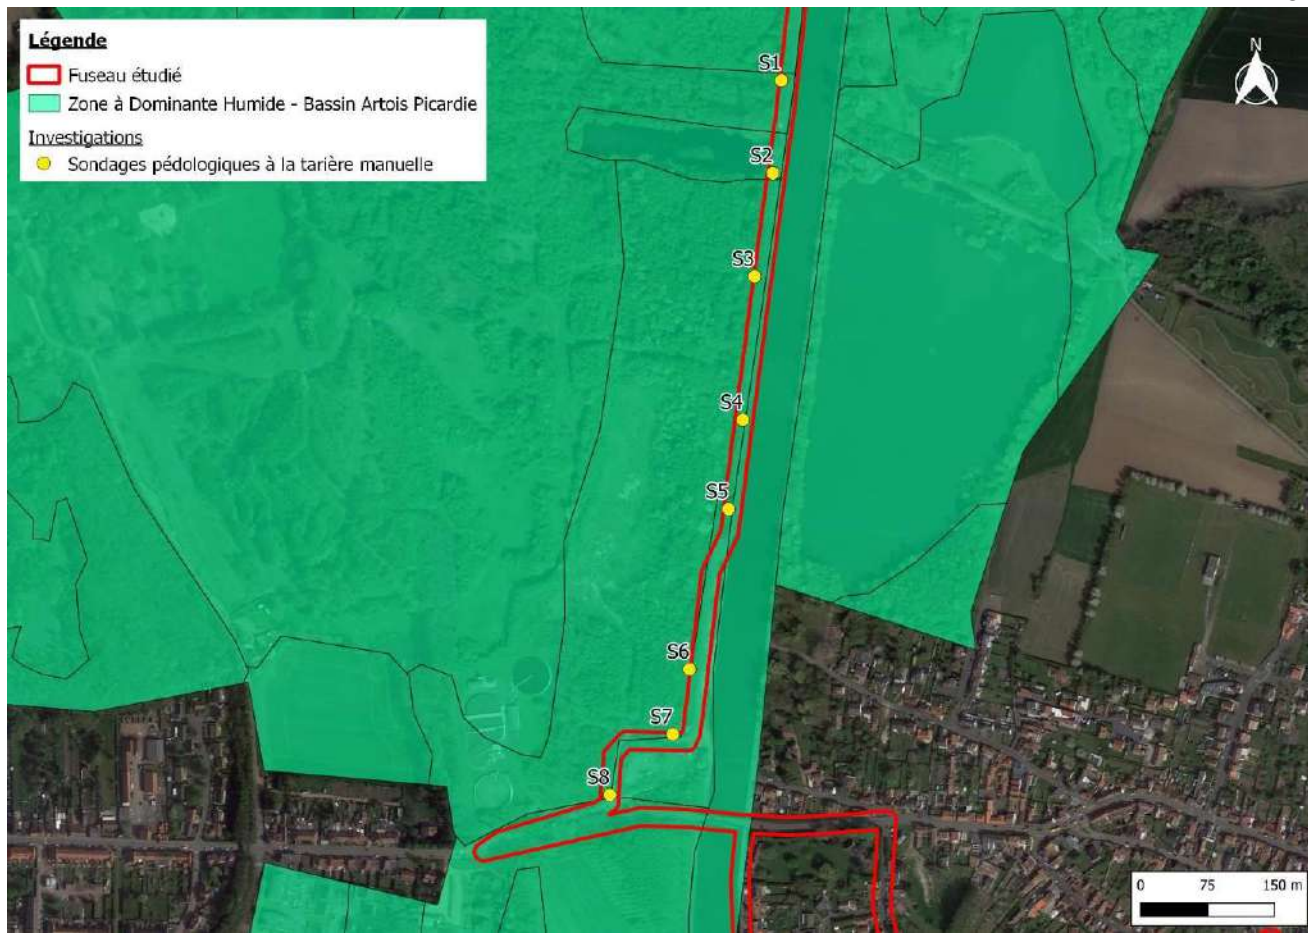 Légende
Fuseau étudié
Zone à Dominante Humide - Bassin Artois Picardie
Investigations
Sondages pédologiques à la tarière manuelle
N
S1
S2
S3
S4
S5
S6
S7
S8
0 75 150 m